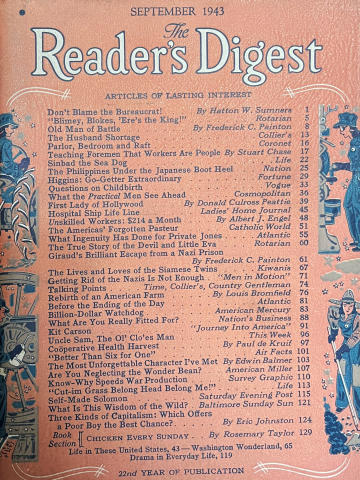 SEPTEMBER 1943
The
Reader's Digest
ARTICLES OF LASTING INTEREST
Don't Blame the Bureaucrat! By Hatton W. Sumners 1
"Blimey, Blokes, 'Ere's the King!" Rotarian 5
Old Man of Battle By Frederick C. Painton 8
The Husband Shortage Collier's 13
Parlor, Bedroom and Raft Coronet 16
Teaching Foremen That Workers Are People By Stuart Chase 17
Sinbad the Sea Dog Life 22
The Philippines Under the Japanese Boot Heel Nation 25
Higgins: Go-Getter Extraordinary Fortune 29
Questions on Childbirth Vogue 33
What the Practical Men See Ahead Cosmopolitan 36
First Lady of Hollywood By Donald Culross Peattie 39
Hospital Ship Life Line Ladies' Home Journal 45
Unskilled Workers: $214 a Month By Albert J. Engel 48
The Americas' Forgotten Pasteur Catholic World 51
What Ingenuity Has Done for Private Jones Atlantic 55
The True Story of the Devil and Little Eva Rotarian 60
Giraud's Brilliant Escape from a Nazi Prison
By Frederick C. Painton 61
The Lives and Loves of the Siamese Twins Kiwanis 67
Getting Rid of the Nazis Is Not Enough "Men in Motion" 71
Talking Points Time, Collier's, Country Gentleman 74
Rebirth of an American Farm By Louis Bromfield 76
Before the Ending of the Day Atlantic 81
Billion-Dollar Watchdog American Mercury 83
What Are You Really Fitted For? Nation's Business 88
Kit Carson "Journey Into America" 91
Uncle Sam, The Ol' Clo'es Man This Week 96
Coöperative Health Harvest By Paul de Kruif 97
"Better Than Six for One" Air Facts 101
The Most Unforgettable Character I've Met By Edwin Balmer 102
Are You Neglecting the Wonder Bean? American Miller 107
Know-Why Speeds War Production Survey Graphic 111
"Cut-im Grass Belong Head Belong Me!" Life 113
Self-Made Solomon Saturday Evening Post 115
What Is This Wisdom of the Wild? Baltimore Sunday Sun
Three Kinds of Capitalism: Which Offers
a Poor Boy the Best Chance? By Eric Johnston 124
Book Section CHICKEN EVERY SUNDAY By Rosemary Taylor 129
Life in These United States, 43 — Washington Wonderland, 65
Drama in Everyday Life, 119
22nd YEAR OF PUBLICATION